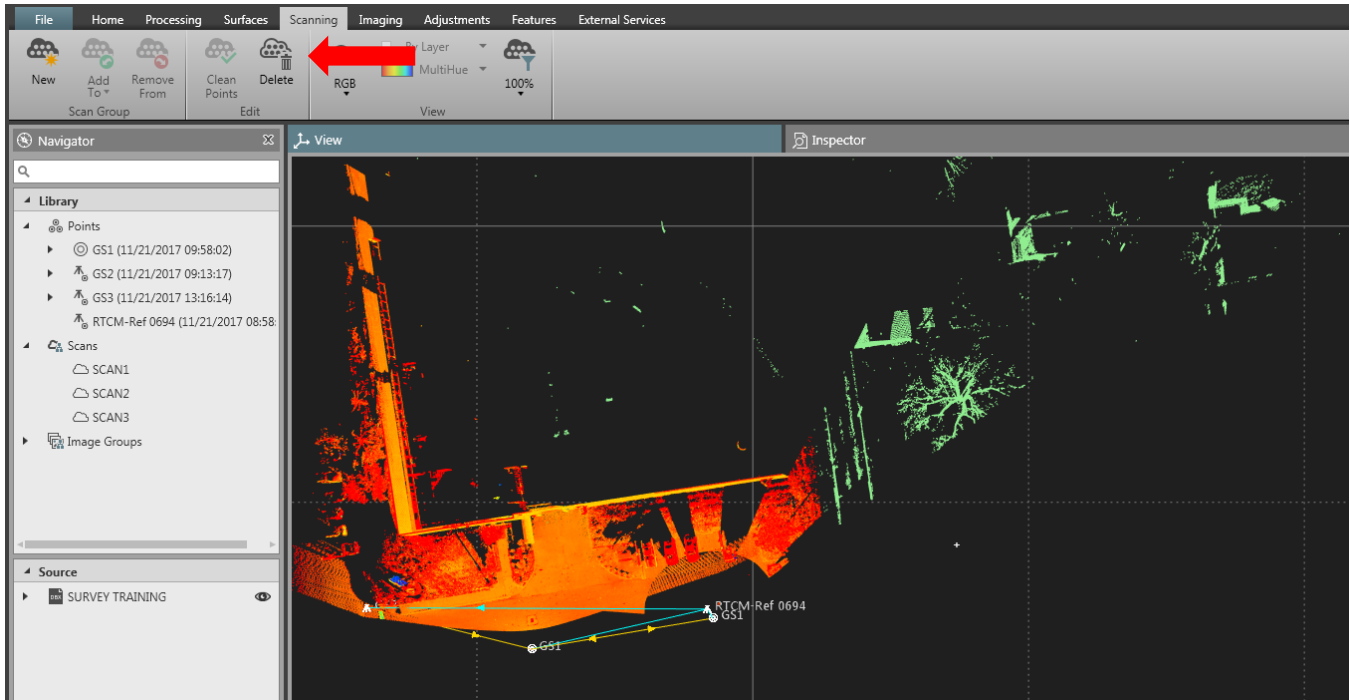 File Home Processing Surfaces Scanning Imaging Adjustments Features External Services
New
Add To
Remove From
Scan Group
Clean Points
Delete
Edit
RGB
By Layer
MultiHue
100%
View
Navigator
View
Inspector
Library
Points
GS1 (11/21/2017 09:58:02)
GS2 (11/21/2017 09:13:17)
GS3 (11/21/2017 13:16:14)
RTCM-Ref 0694 (11/21/2017 08:58:
Scans
SCAN1
SCAN2
SCAN3
Image Groups
Source
DBX SURVEY TRAINING
RTCM-Ref 0694
GS1
GS1